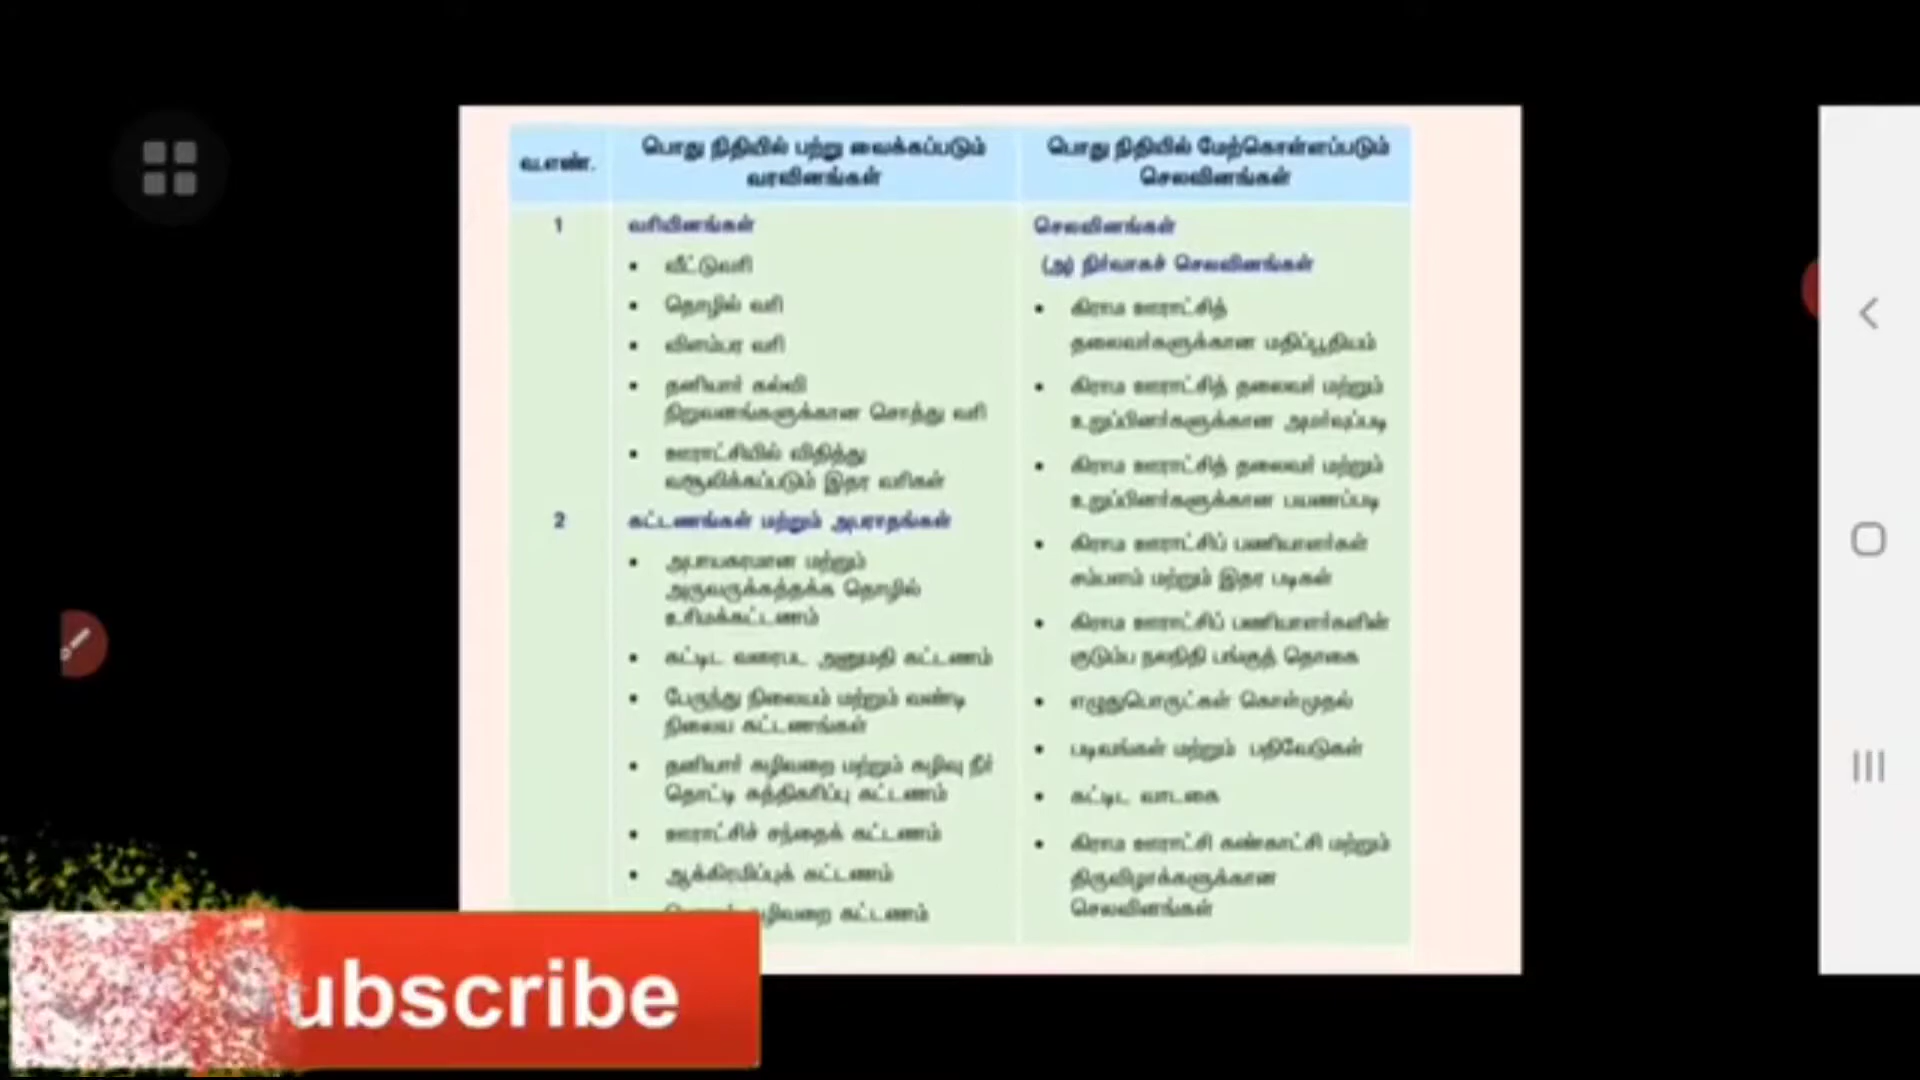 வ.எண்.
பொது நிதியில் பற்று வைக்கப்படும்
வரவினங்கள்
பொது நிதியில் மேற்கொள்ளப்படும்
செலவினங்கள்
1
வரியினங்கள்
• வீட்டுவரி
• தொழில் வரி
• விளம்பர வரி
• தனியார் கல்வி
நிறுவனங்களுக்கான சொத்து வரி
• ஊராட்சியில் விதித்து
வசூலிக்கப்படும் இதர வரிகள்
2
கட்டணங்கள் மற்றும் அபராதங்கள்
• அபாயகரமான மற்றும்
அருவருக்கத்தக்க தொழில்
உரிமக்கட்டணம்
• கட்டிட வரைபட அனுமதி கட்டணம்
• பேருந்து நிலையம் மற்றும் வண்டி
நிலைய கட்டணங்கள்
• தனியார் கழிவறை மற்றும் கழிவு நீர்
தொட்டி சுத்திகரிப்பு கட்டணம்
• ஊராட்சிச் சந்தைக் கட்டணம்
• ஆக்கிரமிப்புக் கட்டணம்
கட்டணம்
செலவினங்கள்
(அ) நிர்வாகச் செலவினங்கள்
• கிராம ஊராட்சித்
தலைவர்களுக்கான மதிப்பூதியம்
• கிராம ஊராட்சித் தலைவர் மற்றும்
உறுப்பினர்களுக்கான அமர்வுப்படி
• கிராம ஊராட்சித் தலைவர் மற்றும்
உறுப்பினர்களுக்கான பயணப்படி
• கிராம ஊராட்சிப் பணியாளர்கள்
சம்பளம் மற்றும் இதர படிகள்
• கிராம ஊராட்சிப் பணியாளர்களின்
குடும்ப நலநிதி பங்குத் தொகை
• எழுதுபொருட்கள் கொள்முதல்
• படிவங்கள் மற்றும் பதிவேடுகள்
• கட்டிட வாடகை
• கிராம ஊராட்சி கண்காட்சி மற்றும்
திருவிழாக்களுக்கான
செலவினங்கள்
ubscribe